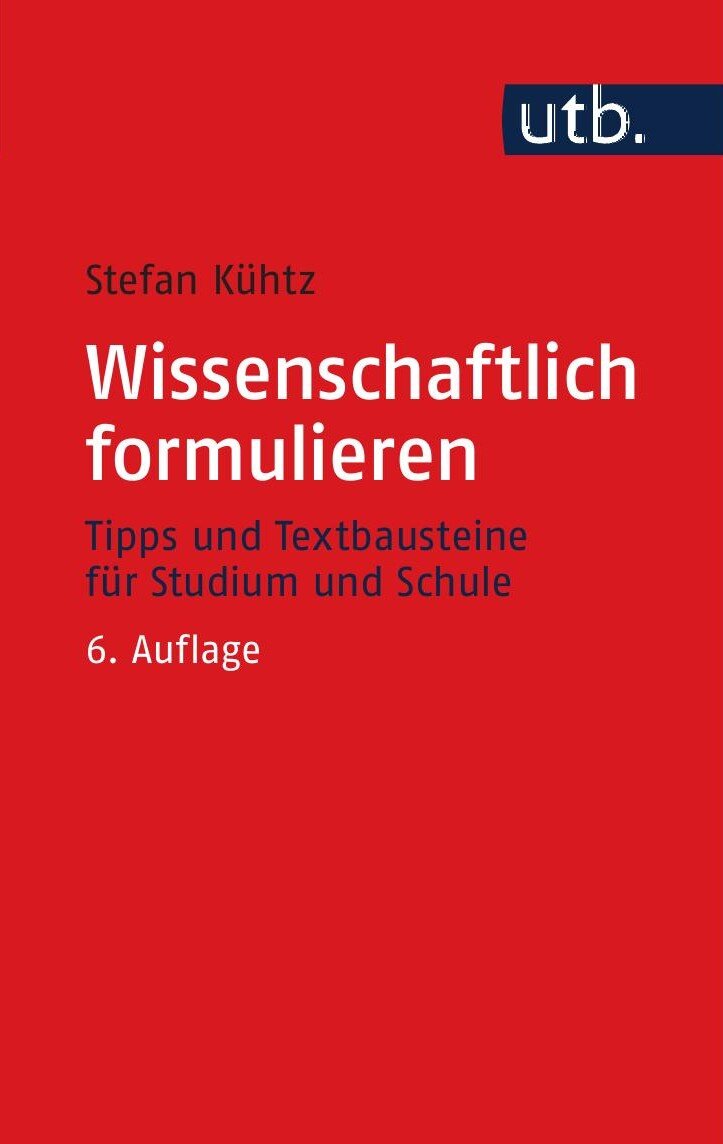 utb.
Stefan Kühtz
Wissenschaftlich
formulieren
Tipps und Textbausteine
für Studium und Schule
6. Auflage